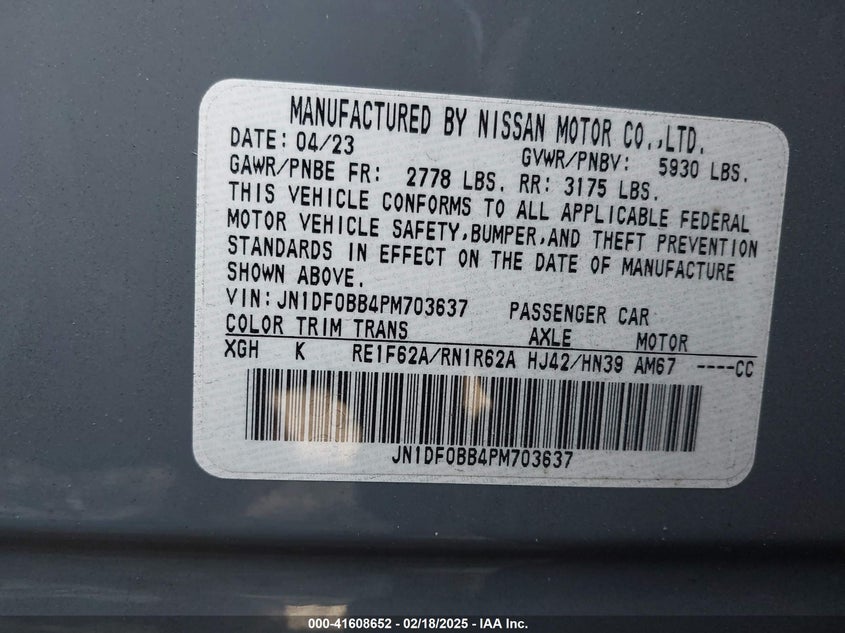 MANUFACTURED BY NISSAN MOTOR CO.,LTD.
DATE: 04/23 GVWR/PNBV: 5930 LBS.
GAWR/PNBE FR: 2778 LBS. RR: 3175 LBS.
THIS VEHICLE CONFORMS TO ALL APPLICABLE FEDERAL
MOTOR VEHICLE SAFETY,BUMPER,AND THEFT PREVENTION
STANDARDS IN EFFECT ON THE DATE OF MANUFACTURE
SHOWN ABOVE.
VIN:JN1DF0BB4PM703637 PASSENGER CAR
COLOR TRIM TRANS AXLE MOTOR
XGH K RE1F62A/RN1R62A HJ42/HN39 AM67 ----CC
JN1DF0BB4PM703637
000-41608652 - 02/18/2025 - IAA Inc.